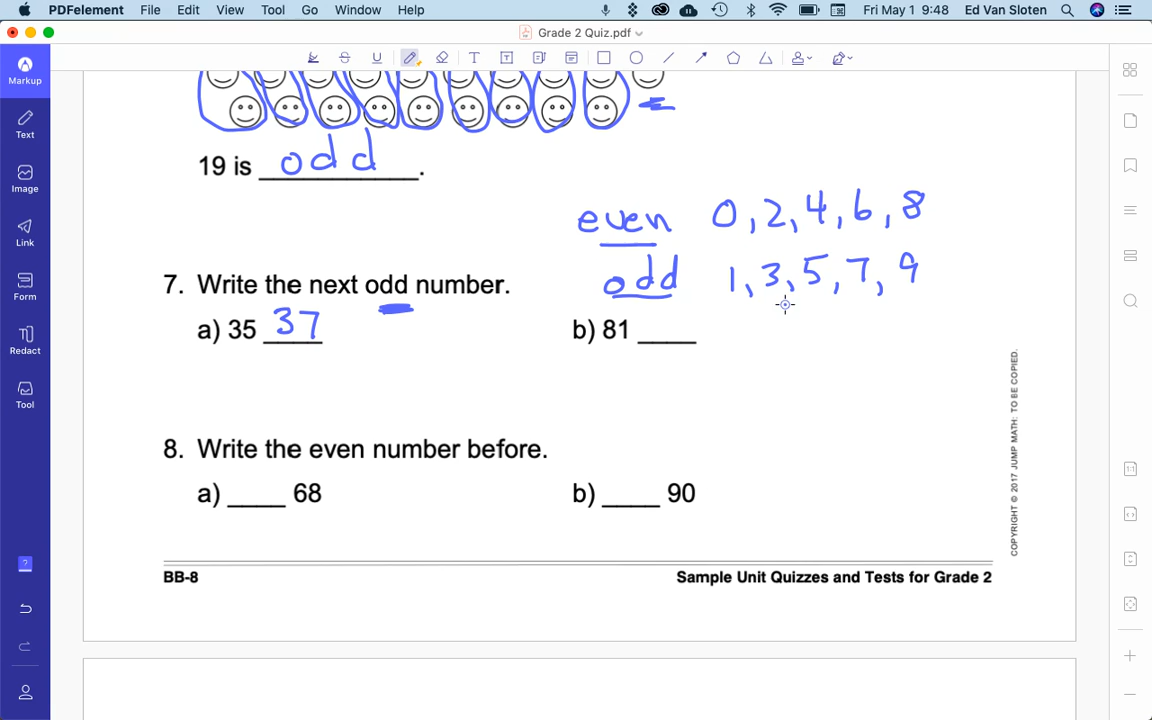 PDFelement File Edit View Tool Go Window Help Fri May 1 9:48 Ed Van Sloten
Grade 2 Quiz.pdf
Markup
Text
Image
Link
Form
Redact
Tool
19 is odd.
even 0, 2, 4, 6, 8
odd 1, 3, 5, 7, 9
7. Write the next odd number.
a) 35 37 b) 81 ____
8. Write the even number before.
a) ____ 68 b) ____ 90
COPYRIGHT © 2017 JUMP MATH: TO BE COPIED.
BB-8 Sample Unit Quizzes and Tests for Grade 2